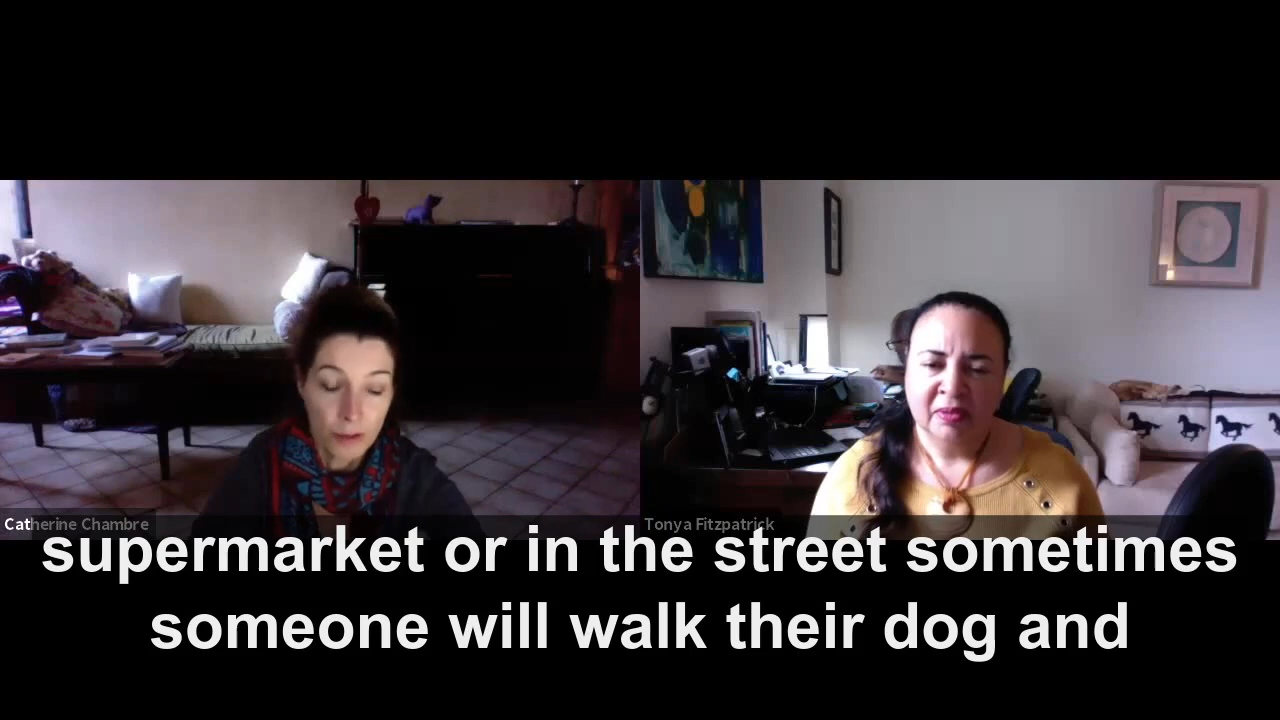 Catherine Chambre
Tonya Fitzpatrick
supermarket or in the street sometimes
someone will walk their dog and